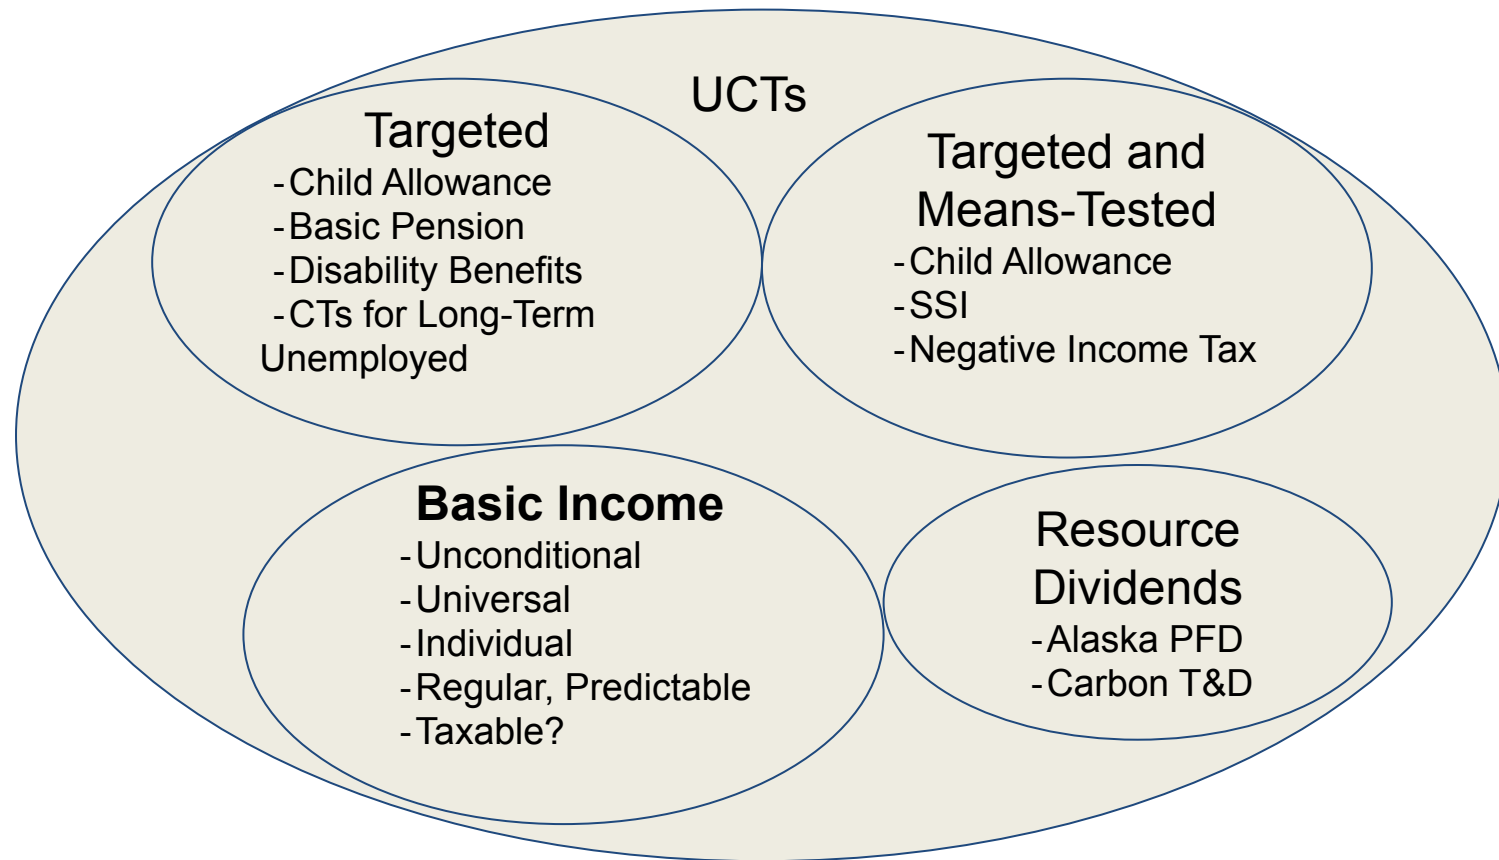 UCTs
Targeted
-Child Allowance
-Basic Pension
-Disability Benefits
-CTs for Long-Term
Unemployed
Targeted and
Means-Tested
-Child Allowance
-SSI
-Negative Income Tax
Basic Income
-Unconditional
-Universal
-Individual
-Regular, Predictable
-Taxable?
Resource
Dividends
-Alaska PFD
-Carbon T&D